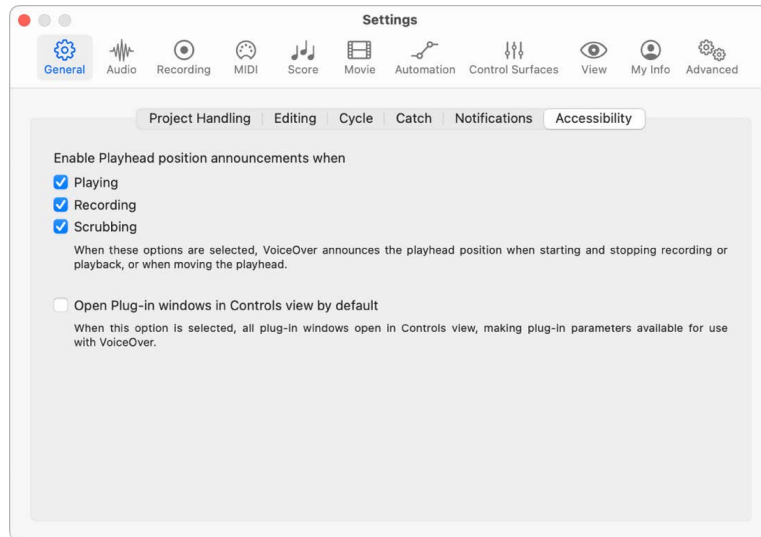 Settings
General Audio Recording MIDI Score Movie Automation Control Surfaces View My Info Advanced
Project Handling Editing Cycle Catch Notifications Accessibility
Enable Playhead position announcements when
Playing
Recording
Scrubbing
When these options are selected, VoiceOver announces the playhead position when starting and stopping recording or
playback, or when moving the playhead.
Open Plug-in windows in Controls view by default
When this option is selected, all plug-in windows open in Controls view, making plug-in parameters available for use
with VoiceOver.